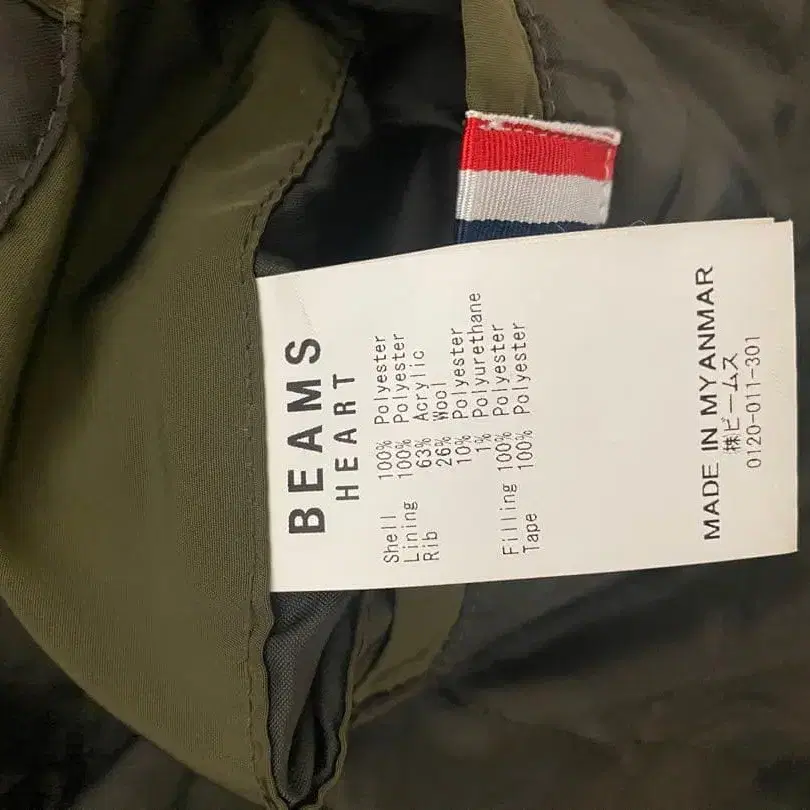 BEAMS
HEART
Shell 100% Polyester
Lining 100% Polyester
Rib 63% Acrylic
26% Wool
10% Polyester
1% Polyurethane
Filling 100% Polyester
Tape 100% Polyester
MADE IN MYANMAR
㈱ビームス
0120-011-301